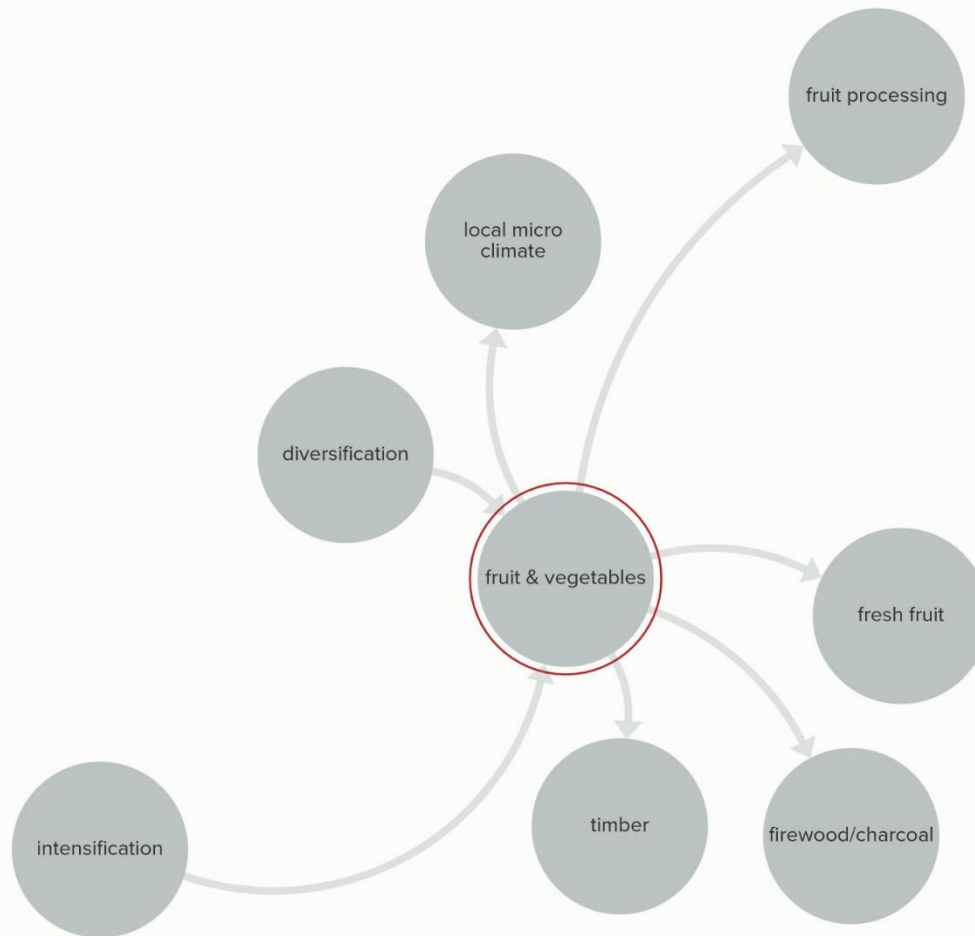 fruit processing
local micro
climate
diversification
fruit & vegetables
fresh fruit
timber
firewood/charcoal
intensification